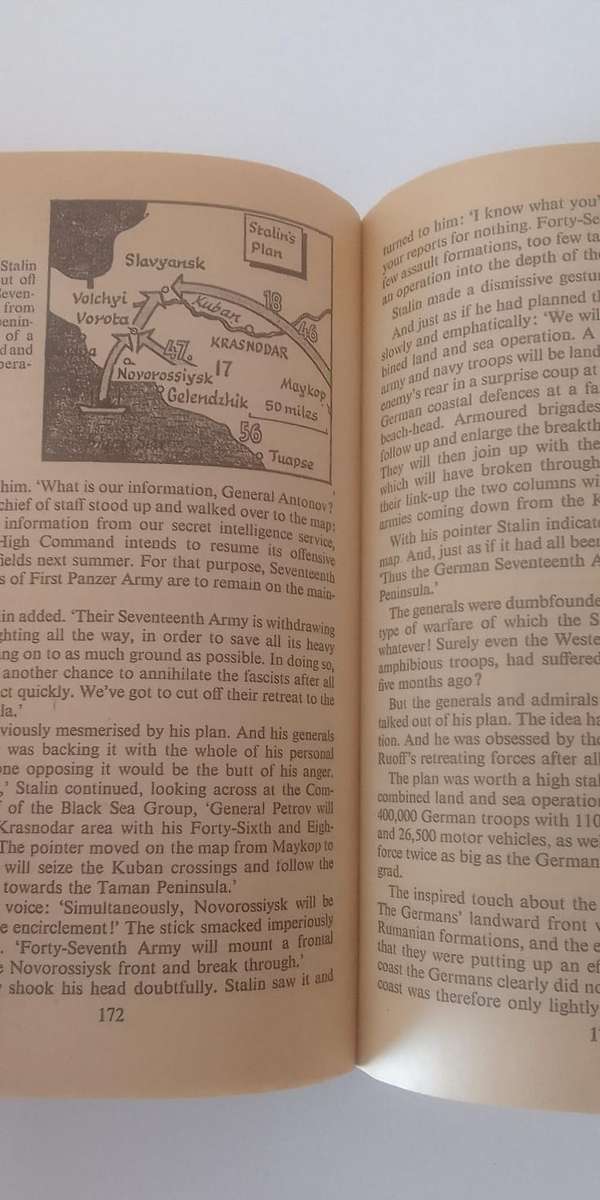 Stalin
ut off
Seven-
from
penin-
of a
d and
pera-
Stalin's
Plan
Slavyansk
Volchyi
Vorota
Kuban
18
46
KRASNODAR
47.
17
Novorossiysk
Gelendzhik
Maykop
50 miles
56
Tuapse
him. 'What is our information, General Antonov?
chief of staff stood up and walked over to the map:
information from our secret intelligence service,
High Command intends to resume its offensive
fields next summer. For that purpose, Seventeenth
s of First Panzer Army are to remain on the main-
in added. 'Their Seventeenth Army is withdrawing
ghting all the way, in order to save all its heavy
ng on to as much ground as possible. In doing so,
another chance to annihilate the fascists after all
ct quickly. We've got to cut off their retreat to the
la.'
viously mesmerised by his plan. And his generals
was backing it with the whole of his personal
one opposing it would be the butt of his anger.
,' Stalin continued, looking across at the Com-
f of the Black Sea Group, 'General Petrov will
Krasnodar area with his Forty-Sixth and Eigh-
The pointer moved on the map from Maykop to
will seize the Kuban crossings and follow the
towards the Taman Peninsula.'
voice: 'Simultaneously, Novorossiysk will be
e encirclement!' The stick smacked imperiously
. 'Forty-Seventh Army will mount a frontal
e Novorossiysk front and break through.'
y shook his head doubtfully. Stalin saw it and
172
turned to him: 'I know what you'
your reports for nothing. Forty-Se
few assault formations, too few ta
an operation into the depth of the
Stalin made a dismissive gestur
And just as if he had planned th
slowly and emphatically: 'We wil
bined land and sea operation. A
army and navy troops will be land
enemy's rear in a surprise coup at
German coastal defences at a fa
beach-head. Armoured brigades
follow up and enlarge the breakth
They will then join up with the
which will have broken through
their link-up the two columns wi
armies coming down from the K
With his pointer Stalin indicat
map. And, just as if it had all been
'Thus the German Seventeenth A
Peninsula.'
The generals were dumbfounde
type of warfare of which the S
whatever! Surely even the Weste
amphibious troops, had suffered
five months ago?
But the generals and admirals
talked out of his plan. The idea ha
tion. And he was obsessed by tho
Ruoff's retreating forces after all
The plan was worth a high stal
combined land and sea operation
400,000 German troops with 110
and 26,500 motor vehicles, as we
force twice as big as the German
grad.
The inspired touch about the
The Germans' landward front v
Rumanian formations, and the e
that they were putting up an ef
coast the Germans clearly did no
coast was therefore only lightly